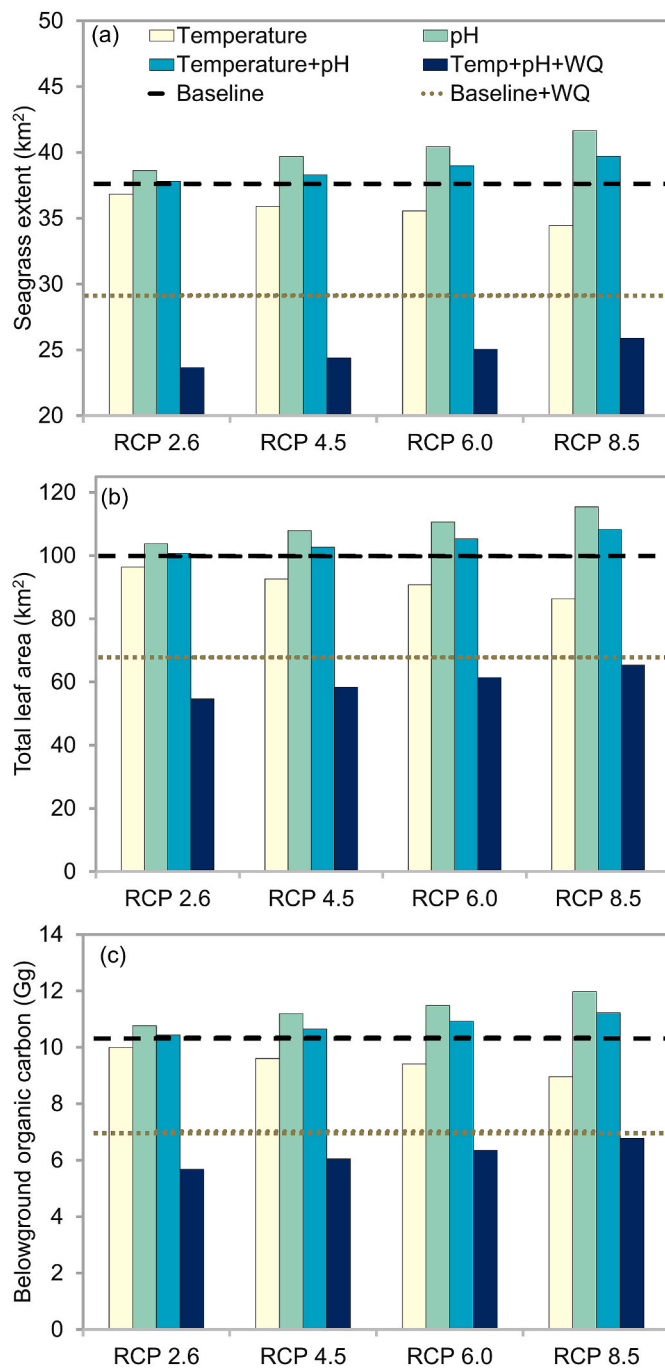 (a)
Temperature
pH
Temperature+pH
Temp+pH+WQ
Baseline
Baseline+WQ
Seagrass extent (km²)
50
45
40
35
30
25
20
RCP 2.6 RCP 4.5 RCP 6.0 RCP 8.5
(b)
Total leaf area (km²)
120
100
80
60
40
20
0
RCP 2.6 RCP 4.5 RCP 6.0 RCP 8.5
(c)
Belowground organic carbon (Gg)
14
12
10
8
6
4
2
0
RCP 2.6 RCP 4.5 RCP 6.0 RCP 8.5